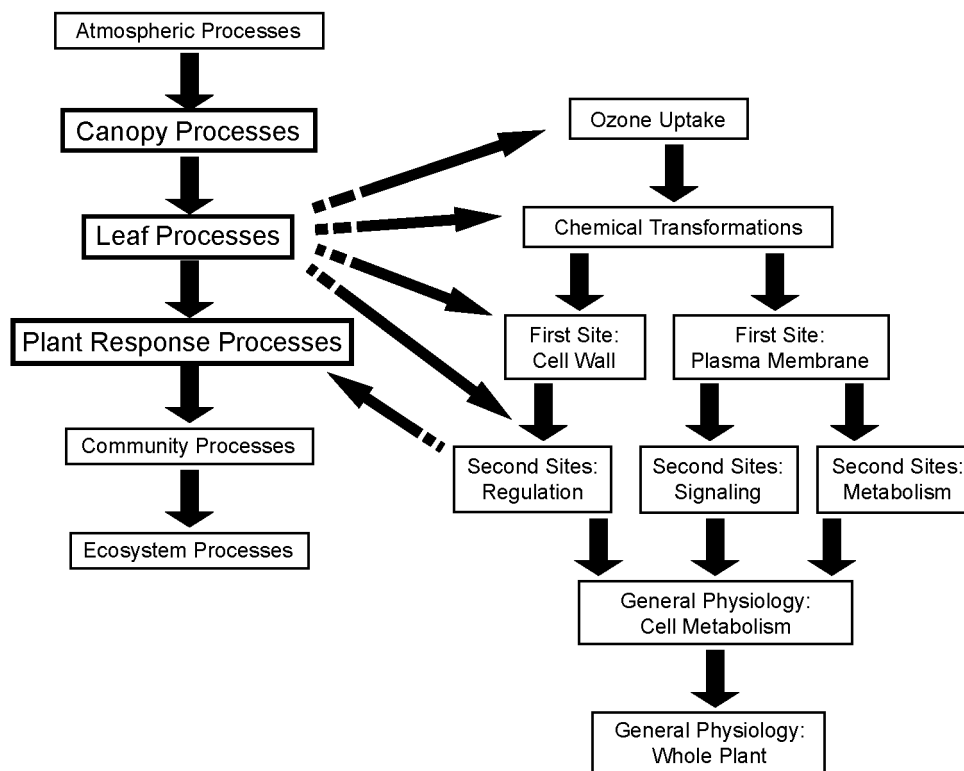 Atmospheric Processes
Canopy Processes
Leaf Processes
Plant Response Processes
Community Processes
Ecosystem Processes
Ozone Uptake
Chemical Transformations
First Site:
Cell Wall
First Site:
Plasma Membrane
Second Sites:
Regulation
Second Sites:
Signaling
Second Sites:
Metabolism
General Physiology:
Cell Metabolism
General Physiology:
Whole Plant